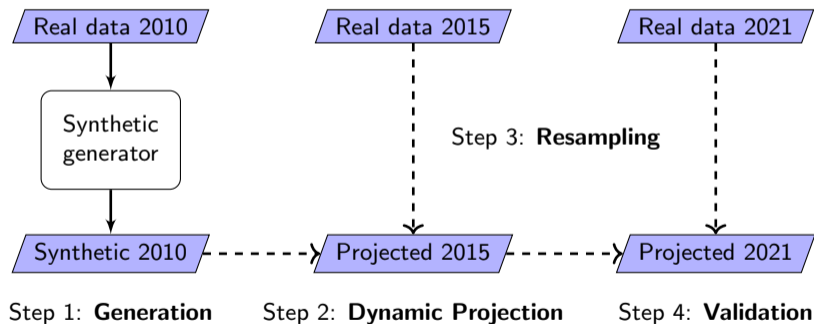 Real data 2010
Real data 2015
Real data 2021
Synthetic
generator
Step 3: Resampling
Synthetic 2010
Projected 2015
Projected 2021
Step 1: Generation
Step 2: Dynamic Projection
Step 4: Validation